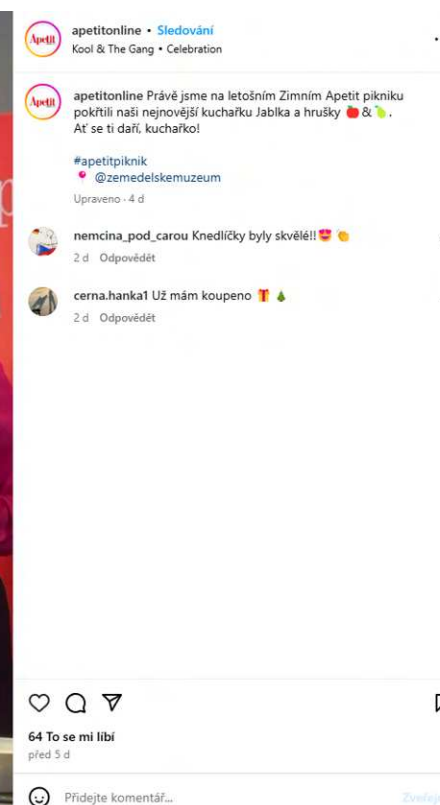 Apetit
apetitonline • Sledování
Kool & The Gang • Celebration
Apetit
apetitonline Právě jsme na letošním Zimním Apetit pikniku
pokřtili naši nejnovější kuchařku Jablka a hrušky 🍎&🍐.
Ať se ti daří, kuchařko!
#apetitpiknik
📍 @zemedelskemuzeum
Upraveno · 4 d
nemcina_pod_carou Knedlíčky byly skvělé!!😍 👏
2 d Odpovědět
cerna.hanka1 Už mám koupeno 🎁 🎄
2 d Odpovědět
64 To se mi líbí
před 5 d
Přidejte komentář...